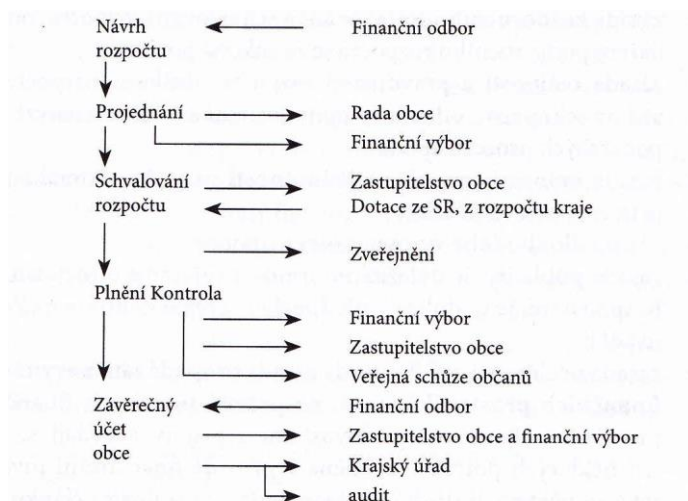 Návrh Finanční odbor
rozpočtu
Projednání Rada obce
Finanční výbor
Schvalování Zastupitelstvo obce
rozpočtu Dotace ze SR, z rozpočtu kraje
Zveřejnění
Plnění Kontrola
Finanční výbor
Zastupitelstvo obce
Veřejná schůze občanů
Závěrečný Finanční odbor
účet Zastupitelstvo obce a finanční výbor
obce Krajský úřad
audit